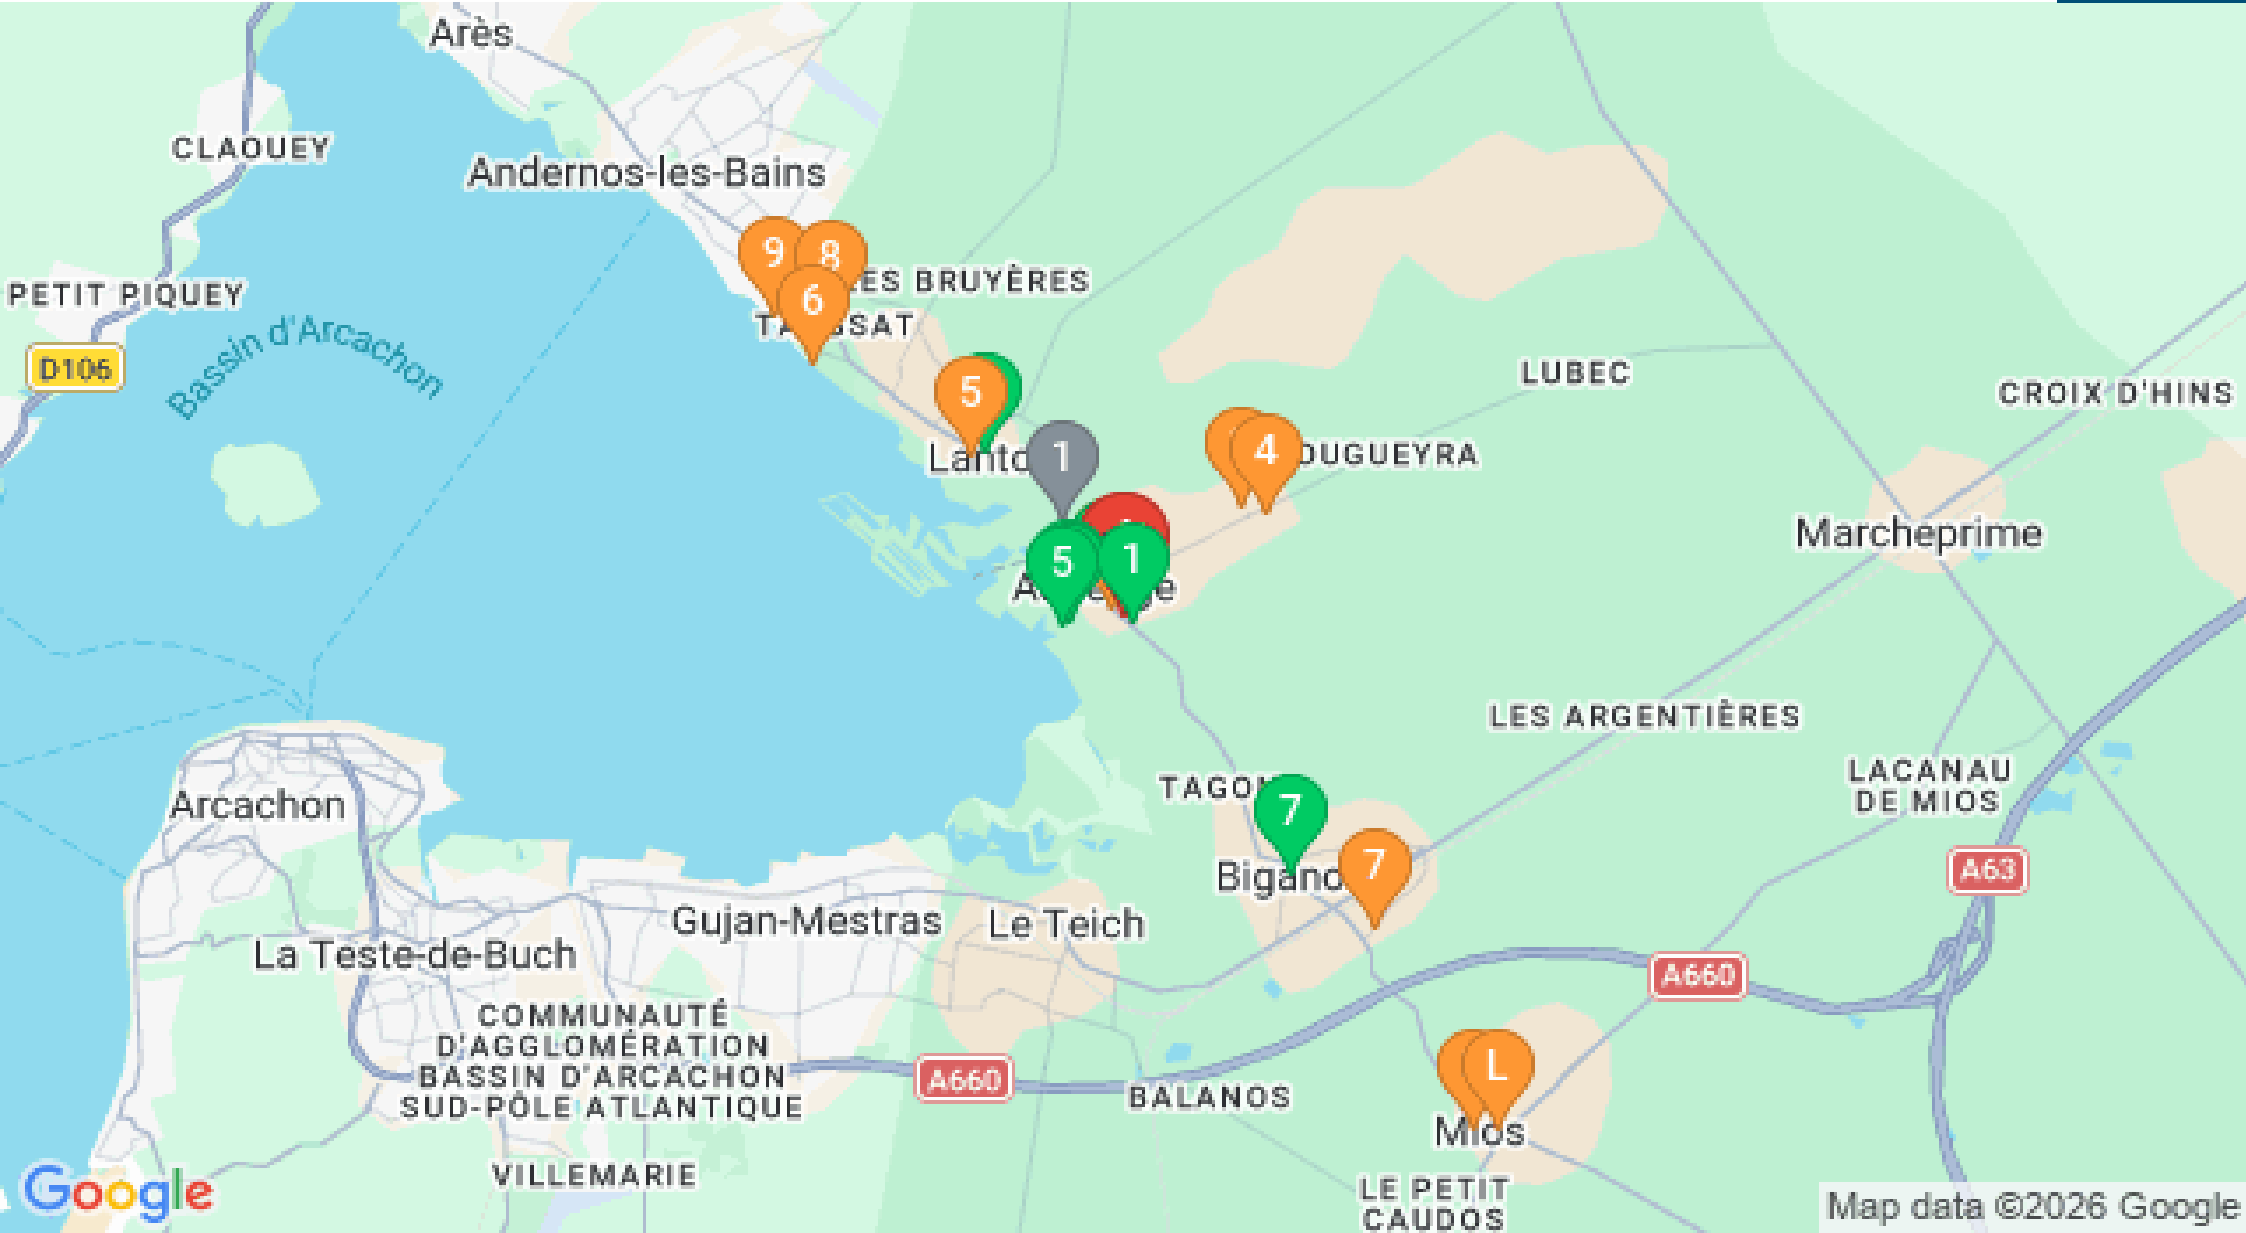 Arès
CLAOUEY
Andernos-les-Bains
9
8
LES BRUYÈRES
PETIT PIQUEY
6
Bassin d'Arcachon
D106
LUBEC
5
CROIX D'HINS
1
4
OUGUEYRA
Marcheprime
5
1
LES ARGENTIÈRES
LACANAU
DE MIOS
7
Arcachon
7
A63
Gujan-Mestras
Le Teich
La Teste-de-Buch
A660
COMMUNAUTÉ
D'AGGLOMÉRATION
BASSIN D'ARCACHON
SUD-PÔLE ATLANTIQUE
A660
L
BALANOS
Mios
VILLEMARIE
LE PETIT
CAUDOS
Google
Map data ©2026 Google